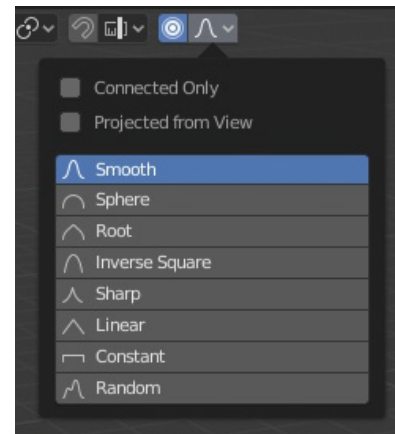 Connected Only
Projected from View
Smooth
Sphere
Root
Inverse Square
Sharp
Linear
Constant
Random